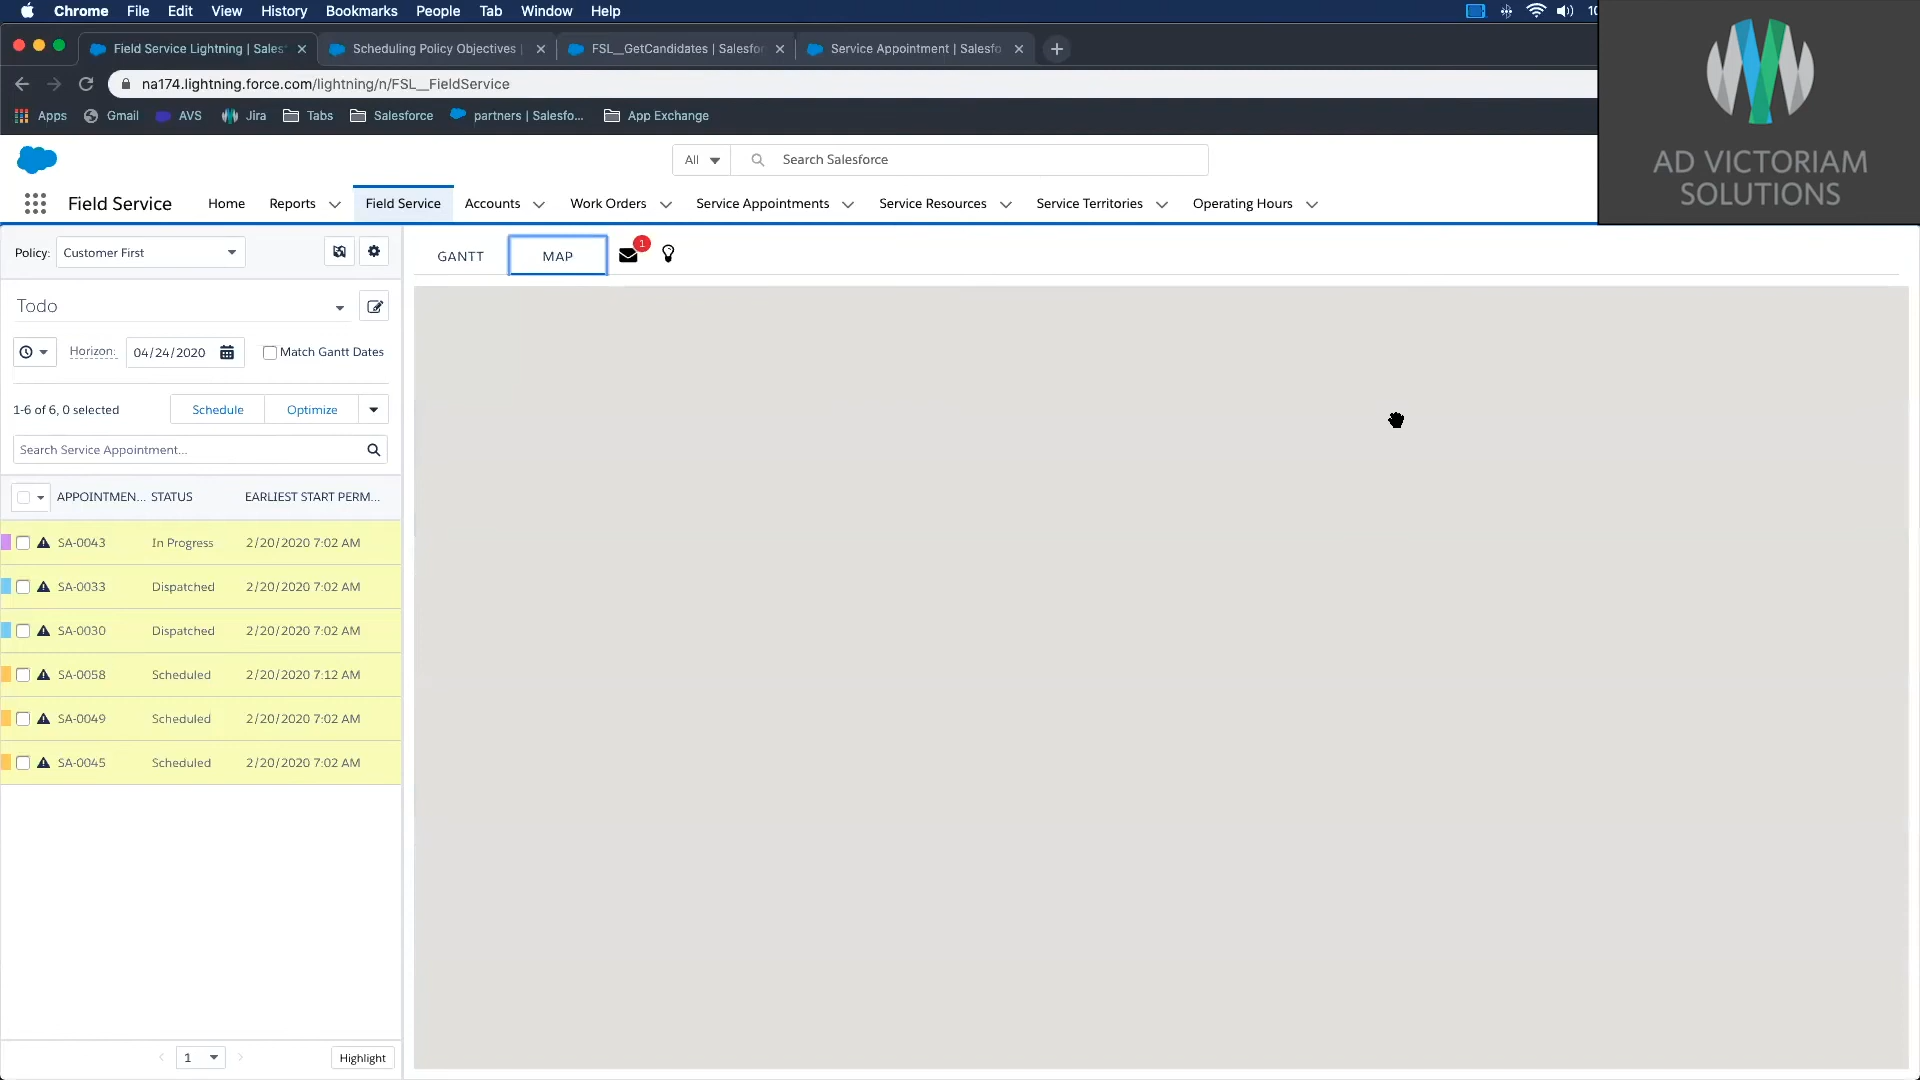 Chrome File Edit View History Bookmarks People Tab Window Help 10
Field Service Lightning | Sales Scheduling Policy Objectives | FSL__GetCandidates | Salesfor Service Appointment | Salesfo
na174.lightning.force.com/lightning/n/FSL__FieldService
Apps Gmail AVS Jira Tabs Salesforce partners | Salesfo... App Exchange
AD VICTORIAM
SOLUTIONS
All Search Salesforce
Field Service Home Reports Field Service Accounts Work Orders Service Appointments Service Resources Service Territories Operating Hours
Policy: Customer First
GANTT MAP 1
Todo
Horizon: 04/24/2020 Match Gantt Dates
1-6 of 6, 0 selected Schedule Optimize
Search Service Appointment...
APPOINTMEN... STATUS EARLIEST START PERM...
SA-0043 In Progress 2/20/2020 7:02 AM
SA-0033 Dispatched 2/20/2020 7:02 AM
SA-0030 Dispatched 2/20/2020 7:02 AM
SA-0058 Scheduled 2/20/2020 7:12 AM
SA-0049 Scheduled 2/20/2020 7:02 AM
SA-0045 Scheduled 2/20/2020 7:02 AM
1 Highlight